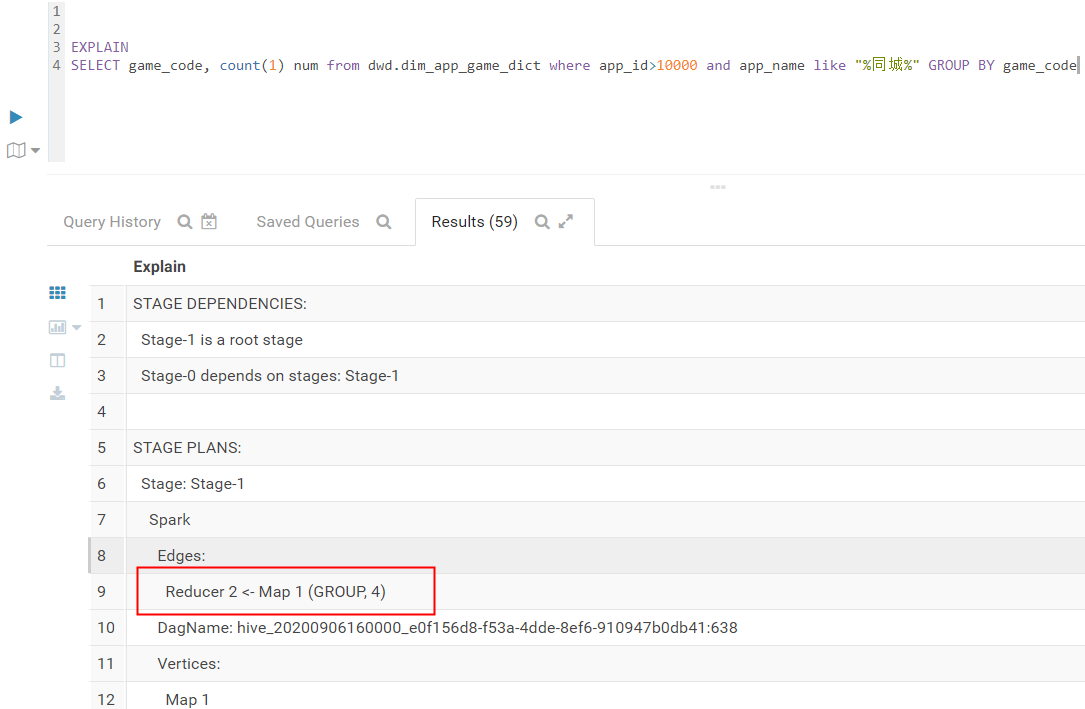 1
2
3 EXPLAIN
4 SELECT game_code, count(1) num from dwd.dim_app_game_dict where app_id>10000 and app_name like "%同城%" GROUP BY game_code
Query History
Saved Queries
Results (59)
Explain
1 STAGE DEPENDENCIES:
2 Stage-1 is a root stage
3 Stage-0 depends on stages: Stage-1
4
5 STAGE PLANS:
6 Stage: Stage-1
7 Spark
8 Edges:
9 Reducer 2 <- Map 1 (GROUP, 4)
10 DagName: hive_20200906160000_e0f156d8-f53a-4dde-8ef6-910947b0db41:638
11 Vertices:
12 Map 1